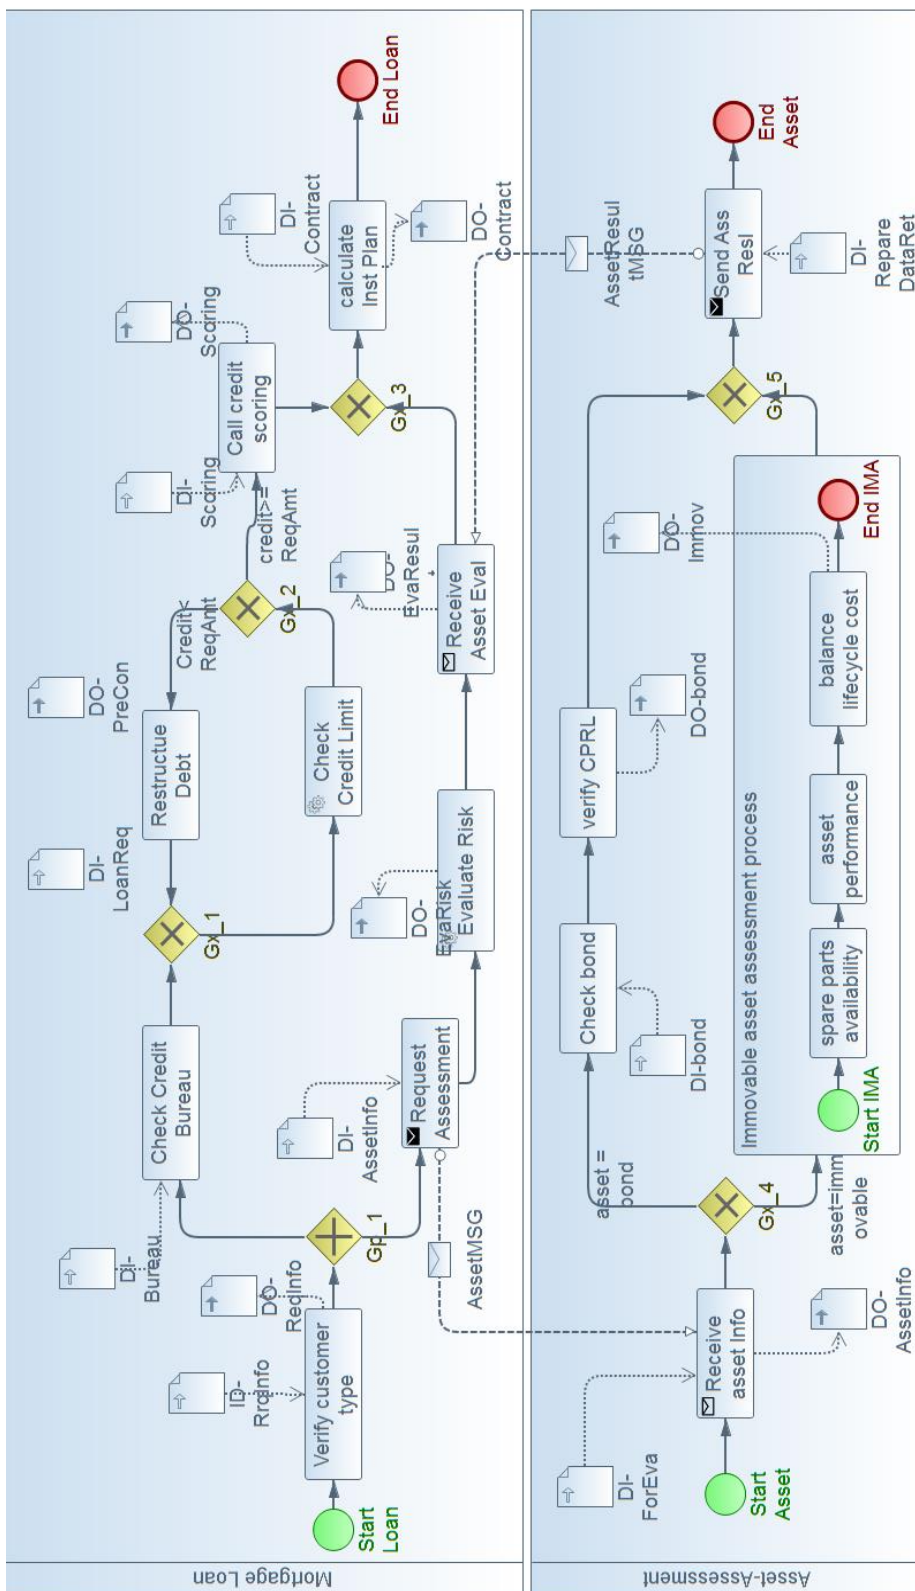 Mortgage Loan
Start
Loan
Verify customer
type
ID-
RrqInfo
DO-
ReqInfo
Gp_1
DI-
Bureau
Check Credit
Bureau
Gx_1
DI-
LoanReq
Restructue
Debt
DO-
PreCon
Check
Credit Limit
Credit<
ReqAmt
Gx_2
credit>=
ReqAmt
DI-
Scoring
Call credit
scoring
DO-
Scoring
DI-
AssetInfo
Request
Assessment
DO-
EvaRisk
Evaluate Risk
Receive
Asset Eval
DO-
EvaResul
Gx_3
calculate
Inst Plan
DI-
Contract
DO-
Contract
End Loan
AssetMSG
AssetResul
tMSG
Asset-Assessment
Start
Asset
DI-
ForEva
Receive
asset Info
DO-
AssetInfo
Gx_4
asset =
bond
Check bond
DI-bond
verify CPRL
DO-bond
asset=imm
ovable
Immovable asset assessment process
Start IMA
spare parts
availability
asset
performance
balance
lifecycle cost
End IMA
DO-
Immov
Gx_5
Send Ass
Resl
DI-
Repare
DataRet
End
Asset